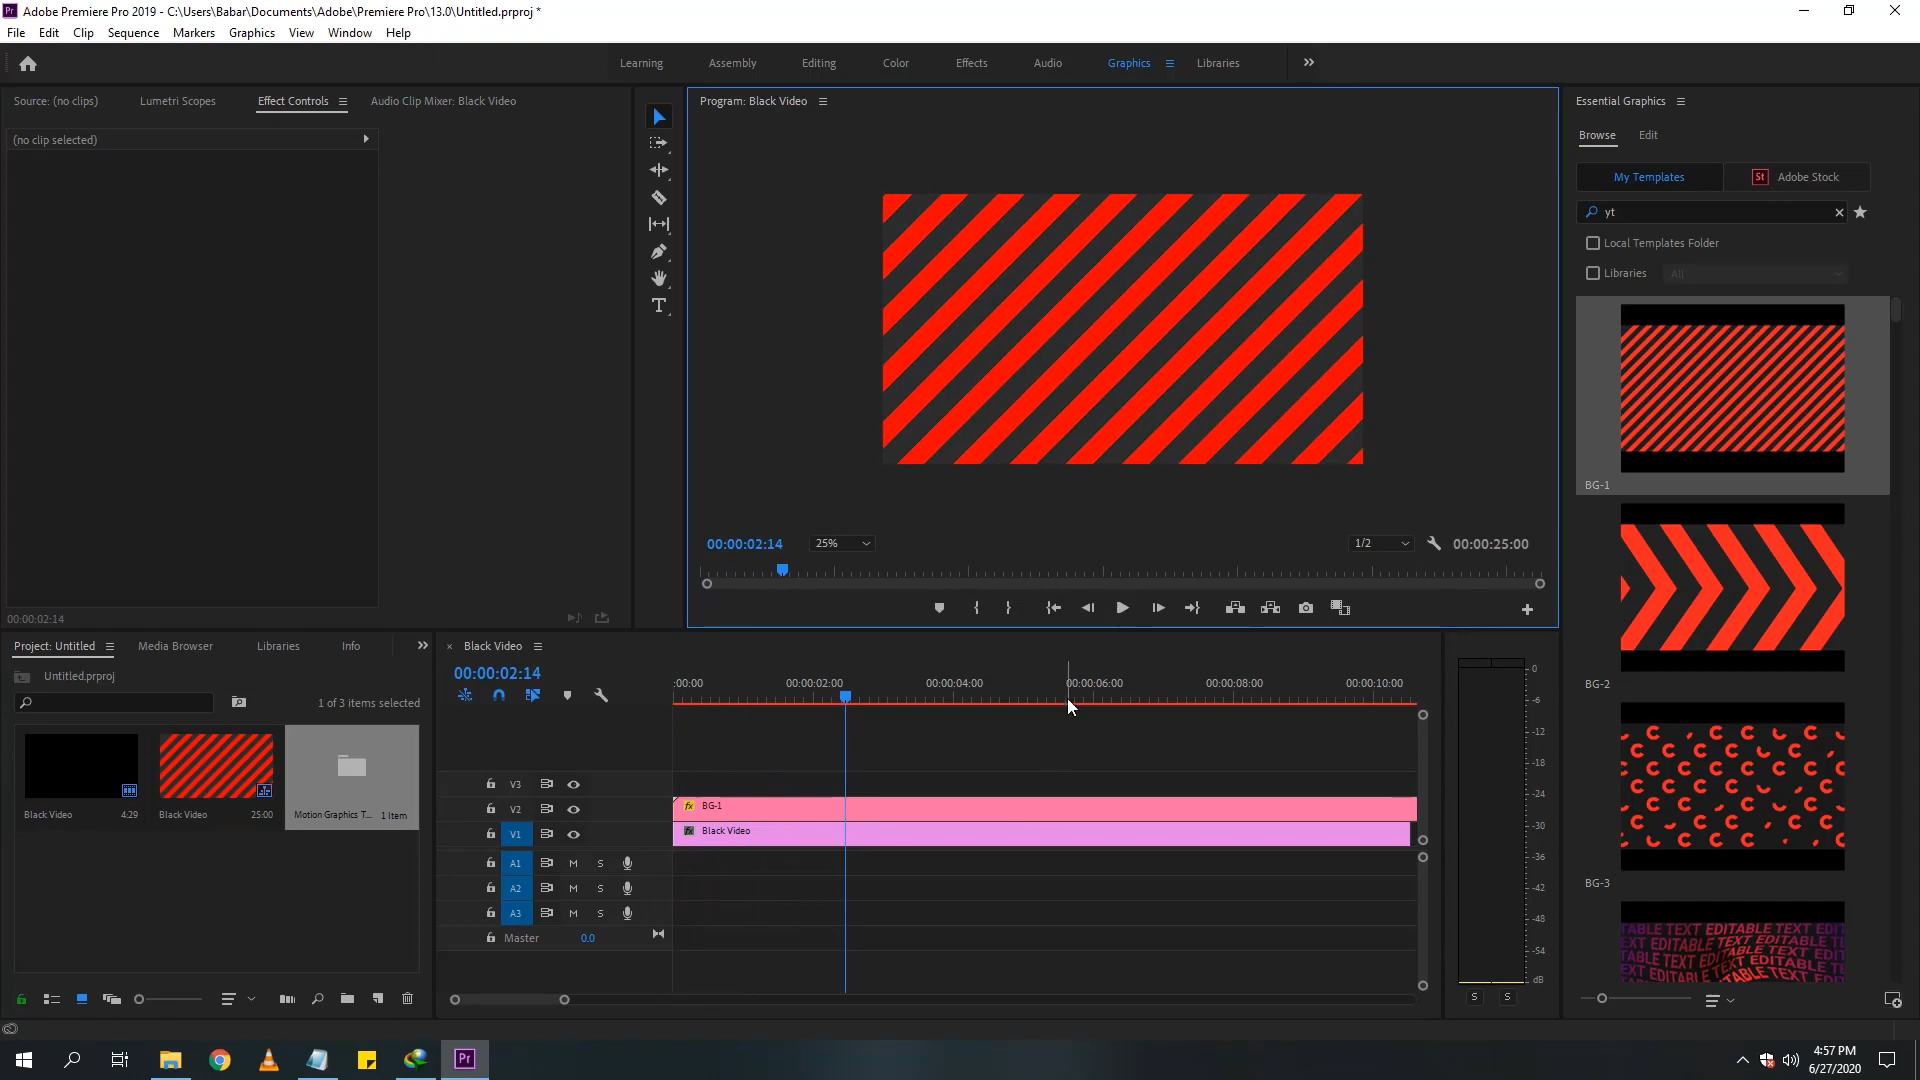 Pr Adobe Premiere Pro 2019 - C:\Users\Babar\Documents\Adobe\Premiere Pro\13.0\Untitled.prproj *
File Edit Clip Sequence Markers Graphics View Window Help
Learning Assembly Editing Color Effects Audio Graphics Libraries
Source: (no clips) Lumetri Scopes Effect Controls Audio Clip Mixer: Black Video
(no clip selected)
00:00:02:14
T
Program: Black Video
00:00:02:14 25% 1/2 00:00:25:00
Essential Graphics
Browse Edit
My Templates St Adobe Stock
yt
Local Templates Folder
Libraries All
BG-1
BG-2
BG-3
TABLE TEXT EDITABLE TEXT EDIT
EXT EDITABLE TEXT EDITABLE T
EDITABLE TEXT EDITABLE
EDITABL
TABLE TEXT
Project: Untitled Media Browser Libraries Info
Untitled.prproj
1 of 3 items selected
Black Video 4:29
Black Video 25:00
Motion Graphics T... 1 Item
Black Video
00:00:02:14
:00:00 00:00:02:00 00:00:04:00 00:00:06:00 00:00:08:00 00:00:10:00
V3
V2 fx BG-1
V1 fx Black Video
A1 M S
A2 M S
A3 M S
Master 0.0
0
-6
-12
-18
-24
-30
-36
-42
-48
-54
dB
S S
Pr
4:57 PM
6/27/2020